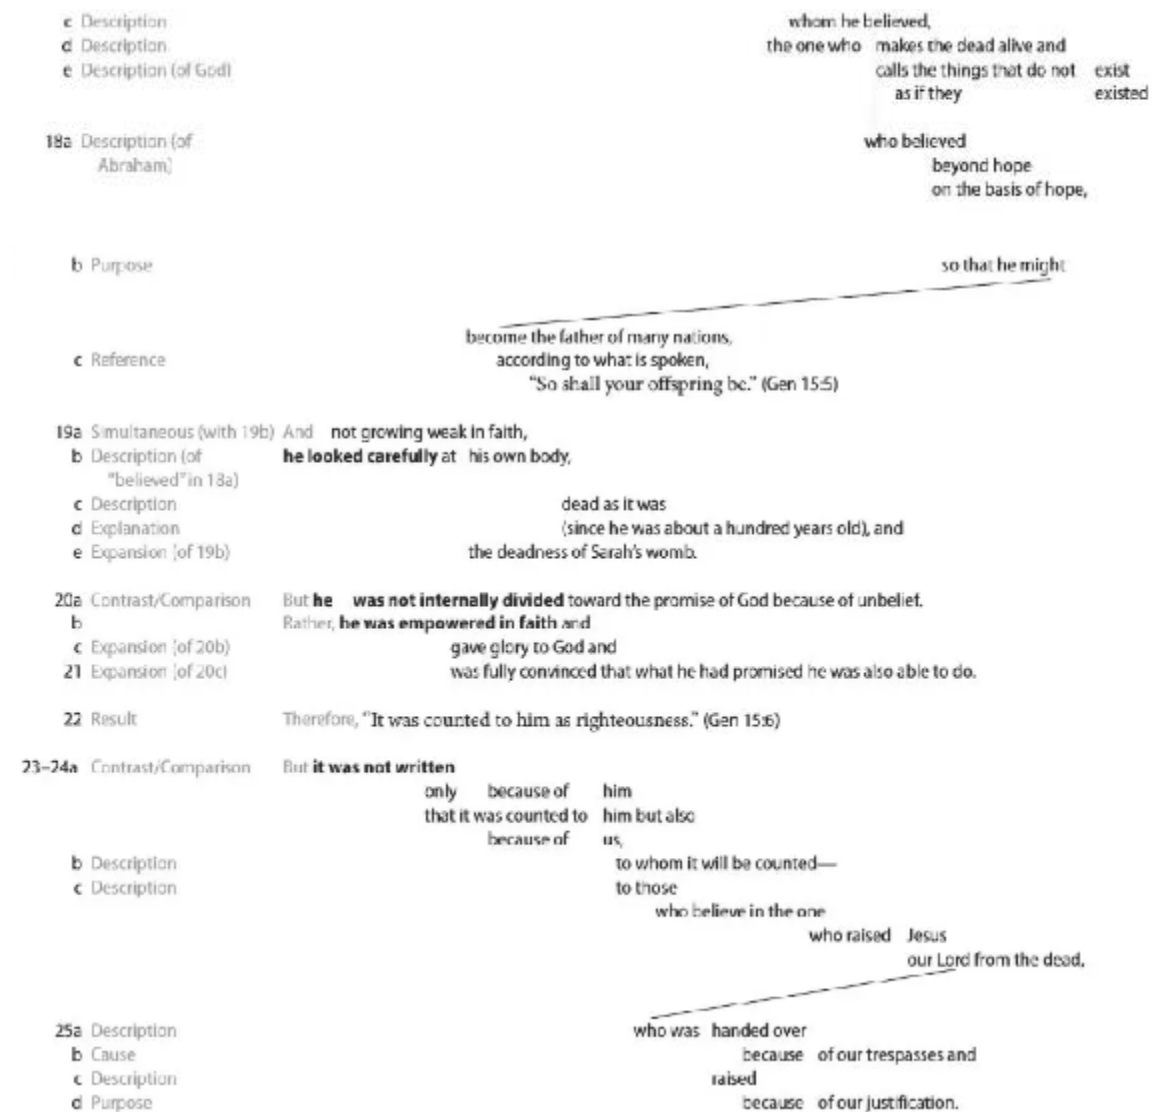 c Description whom he believed,
d Description the one who makes the dead alive and
e Description (of God) calls the things that do not exist
as if they existed
18a Description (of who believed
Abraham) beyond hope
on the basis of hope,
b Purpose so that he might
become the father of many nations,
c Reference according to what is spoken,
"So shall your offspring be." (Gen 15:5)
19a Simultaneous (with 19b) And not growing weak in faith,
b Description (of he looked carefully at his own body,
"believed" in 18a)
c Description dead as it was
d Explanation (since he was about a hundred years old), and
e Expansion (of 19b) the deadness of Sarah's womb.
20a Contrast/Comparison But he was not internally divided toward the promise of God because of unbelief.
b Rather, he was empowered in faith and
c Expansion (of 20b) gave glory to God and
21 Expansion (of 20c) was fully convinced that what he had promised he was also able to do.
22 Result Therefore, "It was counted to him as righteousness." (Gen 15:6)
23–24a Contrast/Comparison But it was not written
only because of him
that it was counted to him but also
because of us,
b Description to whom it will be counted—
c Description to those
who believe in the one
who raised Jesus
our Lord from the dead,
25a Description who was handed over
b Cause because of our trespasses and
c Description raised
d Purpose because of our justification.